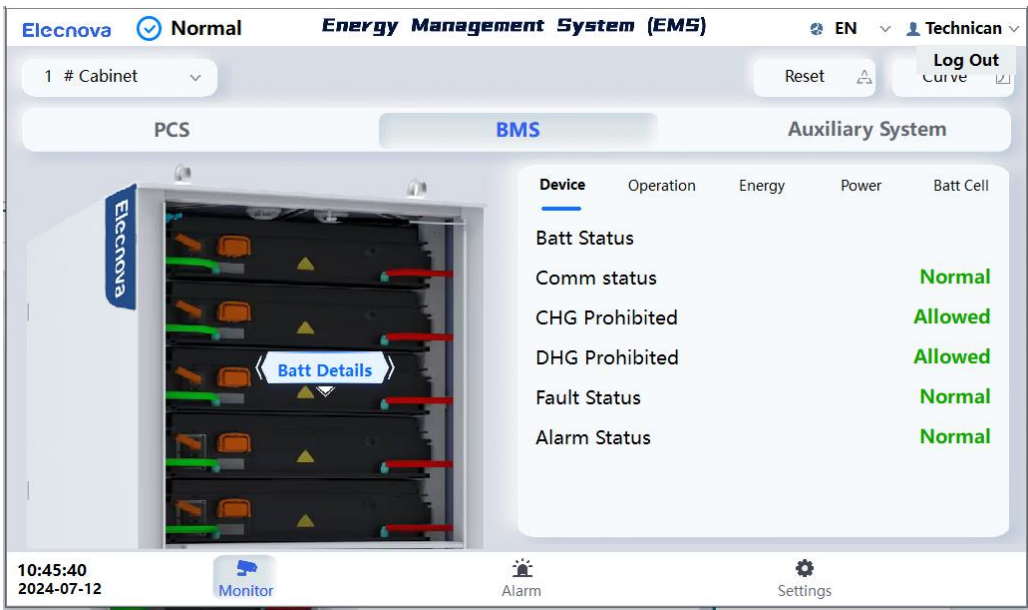 Elecnova Normal Energy Management System (EMS) EN Technican
Log Out
1 # Cabinet Reset Curve
PCS BMS Auxiliary System
Elecnova
Device Operation Energy Power Batt Cell
Batt Status
Comm status Normal
CHG Prohibited Allowed
DHG Prohibited Allowed
Batt Details
Fault Status Normal
Alarm Status Normal
10:45:40
2024-07-12
Monitor Alarm Settings